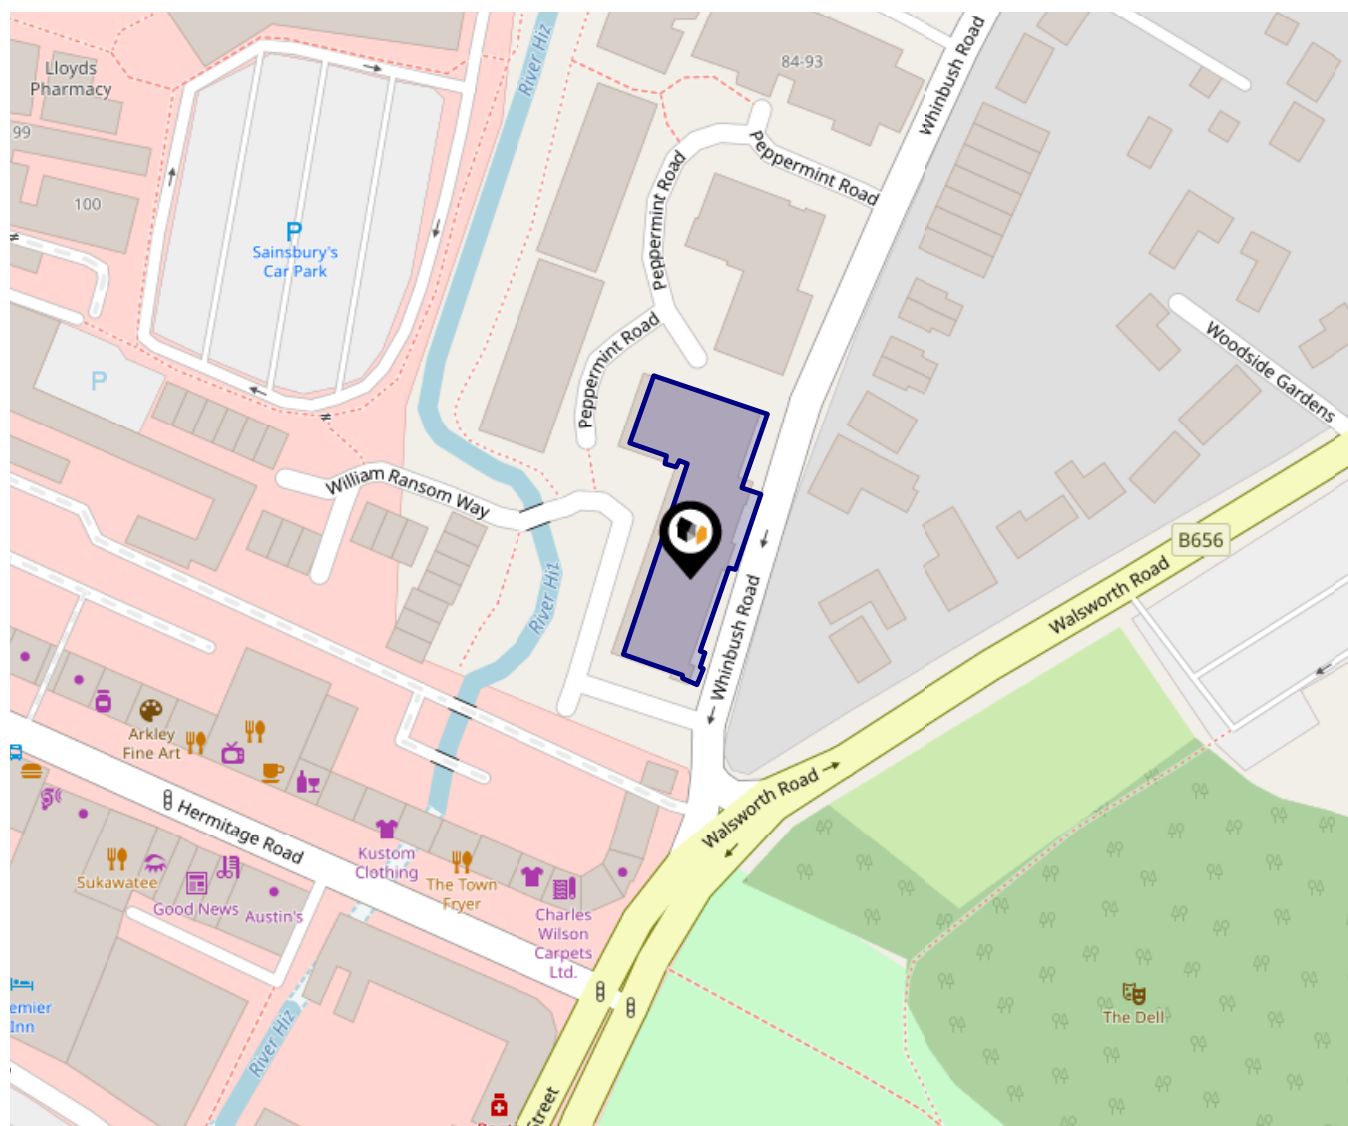 Lloyds
Pharmacy
99
100
P
Sainsbury's
Car Park
P
River Hiz
84-93
Whinbush Road
Peppermint Road
Peppermint Road
Peppermint Road
Woodside Gardens
William Ransom Way
River Hiz
B656
Walsworth Road
Whinbush Road
Walsworth Road
Arkley
Fine Art
Hermitage Road
Kustom
Clothing
The Town
Fryer
Charles
Wilson
Carpets
Ltd.
Sukawatee
Good News
Austin's
emier
Inn
River Hiz
The Dell
Street